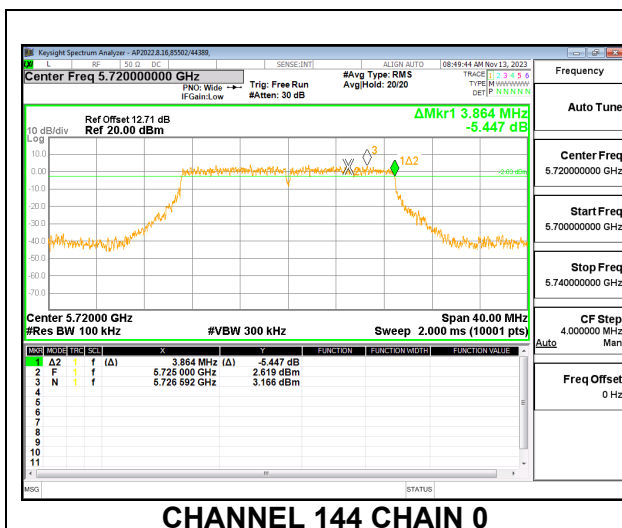 Keysight Spectrum Analyzer - AP2022.8.16,85502/44389,
L RF 50 Ω DC SENSE:INT ALIGN AUTO 08:49:44 AM Nov 13, 2023
Center Freq 5.720000000 GHz
PNO: Wide
IFGain:Low
Trig: Free Run
#Atten: 30 dB
#Avg Type: RMS
Avg|Hold: 20/20
TRACE 1 2 3 4 5 6
TYPE M WWWWW
DET P N N N N N
Frequency
Auto Tune
Center Freq
5.720000000 GHz
Start Freq
5.700000000 GHz
Stop Freq
5.740000000 GHz
CF Step
4.000000 MHz
Auto Man
Freq Offset
0 Hz
Ref Offset 12.71 dB
10 dB/div Ref 20.00 dBm
ΔMkr1 3.864 MHz
-5.447 dB
Log
10.0
0.00
-10.0
-20.0
-30.0
-40.0
-50.0
-60.0
-70.0
3
2
1Δ2
Center 5.72000 GHz Span 40.00 MHz
#Res BW 100 kHz #VBW 300 kHz Sweep 2.000 ms (10001 pts)
MKR MODE TRC SCL X Y FUNCTION FUNCTION WIDTH FUNCTION VALUE
1 Δ2 1 f (Δ) 3.864 MHz (Δ) -5.447 dB
2 F 1 f 5.725 000 GHz 2.619 dBm
3 N 1 f 5.726 592 GHz 3.166 dBm
4
5
6
7
8
9
10
11
MSG STATUS
CHANNEL 144 CHAIN 0